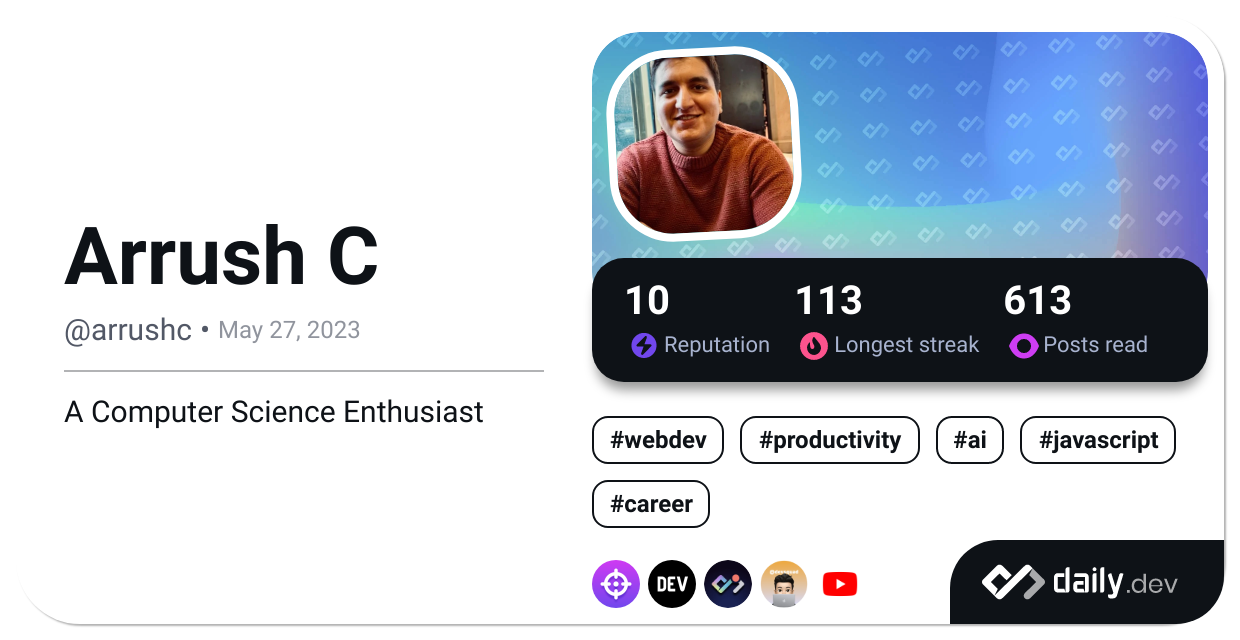 Arrush C
@arrushc • May 27, 2023
A Computer Science Enthusiast
10 113 613
Reputation Longest streak Posts read
#webdev #productivity #ai #javascript
#career
DEV
daily.dev